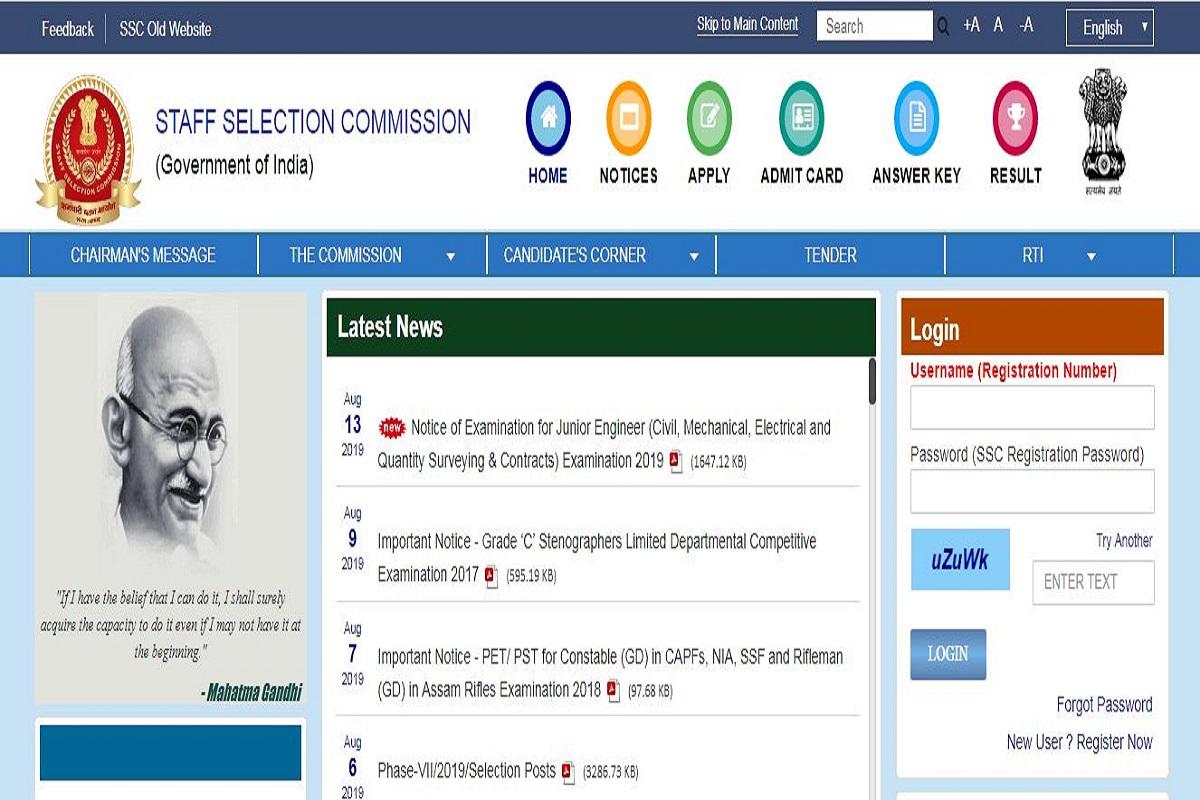 Feedback
SSC Old Website
Skip to Main Content
Search
+A A -A
English
STAFF SELECTION COMMISSION
(Government of India)
HOME
NOTICES
APPLY
ADMIT CARD
ANSWER KEY
RESULT
सत्यमेव जयते
CHAIRMAN'S MESSAGE
THE COMMISSION
CANDIDATE'S CORNER
TENDER
RTI
"If I have the belief that I can do it, I shall surely
acquire the capacity to do it even if I may not have it at
the beginning."
- Mahatma Gandhi
Latest News
Aug
13
2019
new Notice of Examination for Junior Engineer (Civil, Mechanical, Electrical and
Quantity Surveying & Contracts) Examination 2019 (1647.12 KB)
Aug
9
2019
Important Notice - Grade ‘C’ Stenographers Limited Departmental Competitive
Examination 2017 (595.19 KB)
Aug
7
2019
Important Notice - PET/ PST for Constable (GD) in CAPFs, NIA, SSF and Rifleman
(GD) in Assam Rifles Examination 2018 (97.68 KB)
Aug
6
2019
Phase-VII/2019/Selection Posts (3286.73 KB)
Login
Username (Registration Number)
Password (SSC Registration Password)
uZuWk
Try Another
ENTER TEXT
LOGIN
Forgot Password
New User ? Register Now